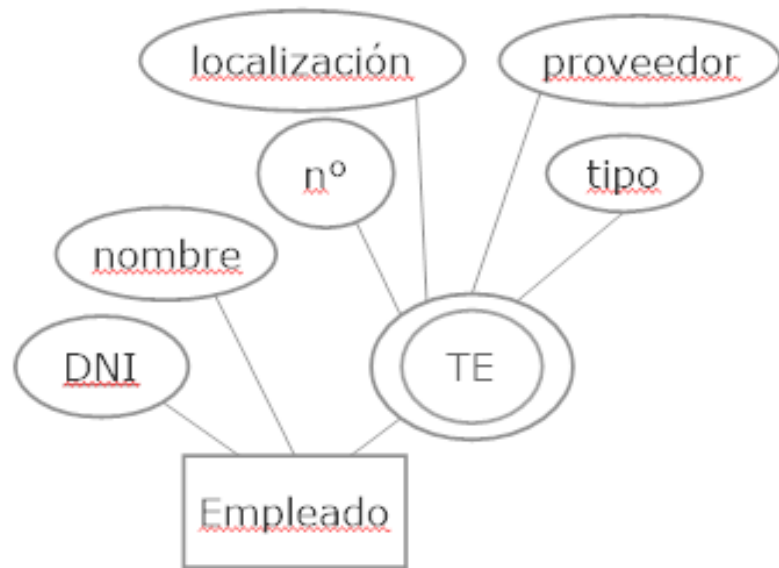 localización
proveedor
nº
tipo
nombre
DNI
TE
Empleado